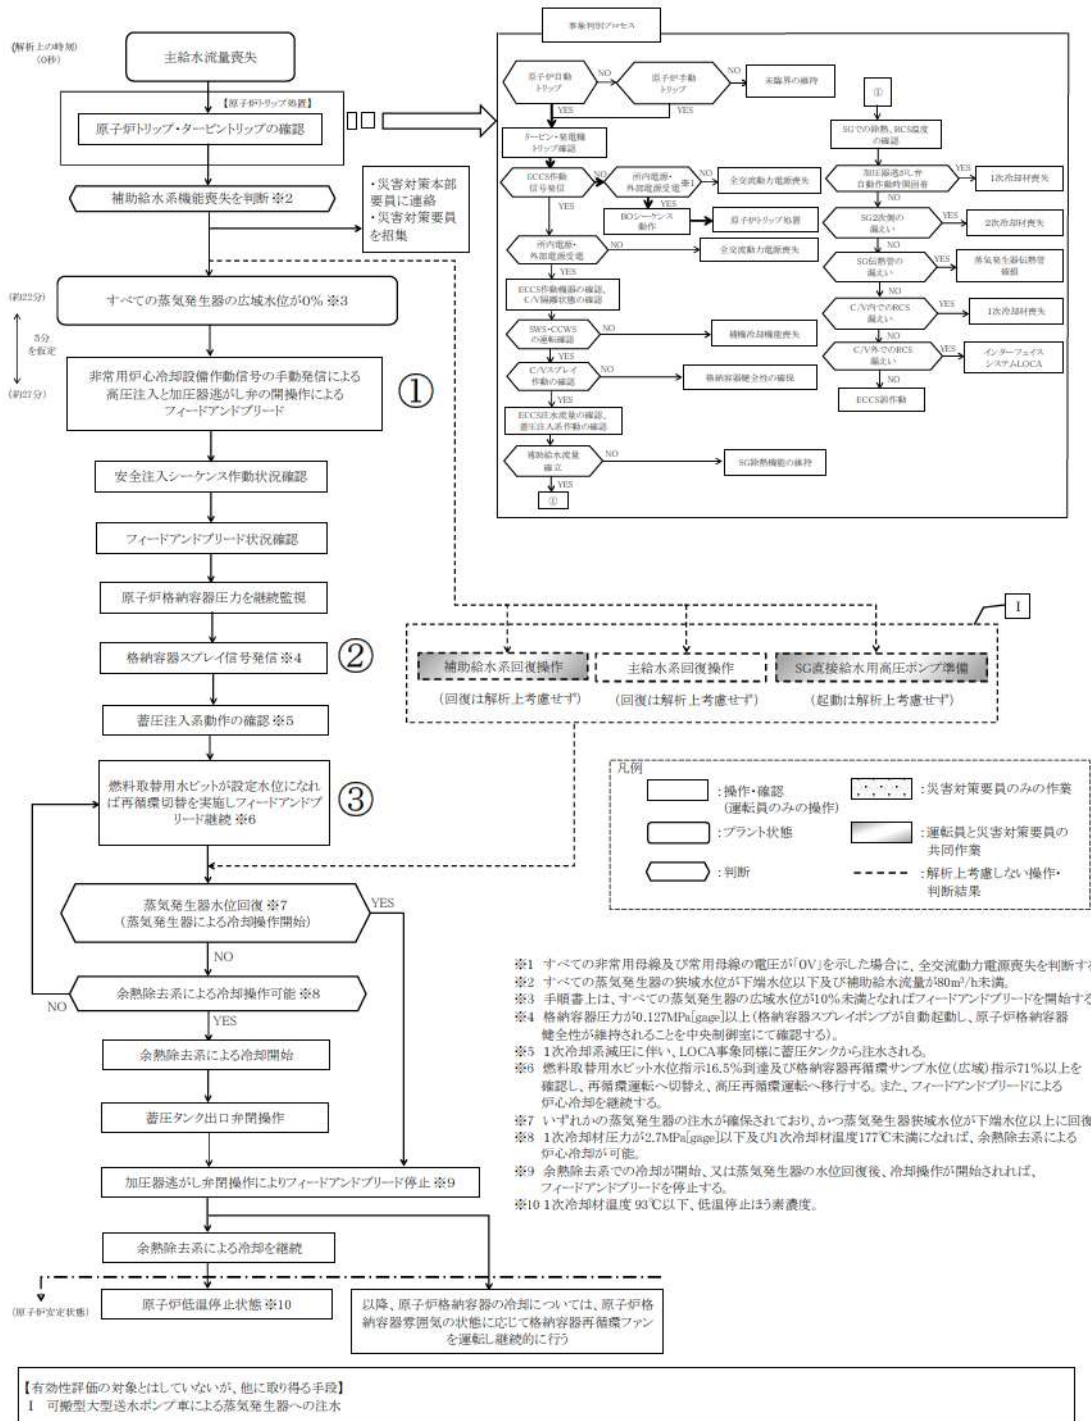 (解析上の時刻)
(0秒)
主給水流量喪失
【原子炉トリップ処置】
原子炉トリップ・タービントリップの確認
補助給水系機能喪失を判断※2
・災害対策本部
要員に連絡
・災害対策要員
を招集
(約22分)
すべての蒸気発生器の広域水位が0% ※3
5分
を仮定
(約27分)
非常用炉心冷却設備作動信号の手動発信による
高圧注入と加圧器逃がし弁の開操作による
フィードアンドブリード
①
安全注入シーケンス作動状況確認
フィードアンドブリード状況確認
原子炉格納容器圧力を継続監視
格納容器スプレイ信号発信※4
②
蓄圧注入系動作の確認※5
燃料取替用水ピットが設定水位になれ
ば再循環切替を実施しフィードアンドブ
リード継続※6
③
蒸気発生器水位回復※7
(蒸気発生器による冷却操作開始)
YES
NO
余熱除去系による冷却操作可能※8
NO
YES
余熱除去系による冷却開始
蓄圧タンク出口弁閉操作
加圧器逃がし弁閉操作によりフィードアンドブリード停止※9
余熱除去系による冷却を継続
(原子炉安定状態)
原子炉低温停止状態※10
以降、原子炉格納容器の冷却については、原子炉格
納容器雰囲気の状態に応じて格納容器再循環ファン
を運転し継続的に行う
事象判別プロセス
原子炉自動
トリップ
NO
原子炉手動
トリップ
NO
未臨界の維持
YES
YES
タービン・発電機
トリップ確認
ECCS作動
信号発信
NO
所内電源・
外部電源受電
※1
NO
全交流動力電源喪失
YES
YES
BOシーケンス
動作
原子炉トリップ処置
所内電源・
外部電源受電
NO
全交流動力電源喪失
YES
ECCS作動機器の確認、
C/V隔離状態の確認
SWS・CCWS
の運転確認
NO
補機冷却機能喪失
YES
C/Vスプレイ
作動の確認
NO
格納容器健全性の確保
YES
ECCS注水流量の確認、
蓄圧注入系作動の確認
補助給水流量
確立
NO
SG除熱機能の維持
YES
①
①
SGでの除熱、RCS温度
の確認
加圧器逃がし弁
自動作動時開固着
YES
1次冷却材喪失
NO
SG2次側の
漏えい
YES
2次冷却材喪失
NO
SG伝熱管の
漏えい
YES
蒸気発生器伝熱管
破損
NO
C/V内でのRCS
漏えい
YES
1次冷却材喪失
NO
C/V外でのRCS
漏えい
YES
インターフェイス
システムLOCA
NO
ECCS誤作動
I
補助給水系回復操作
(回復は解析上考慮せず)
主給水系回復操作
(回復は解析上考慮せず)
SG直接給水用高圧ポンプ準備
(起動は解析上考慮せず)
凡例
:操作・確認
(運転員のみの操作)
:プラント状態
:判断
:災害対策要員のみの作業
:運転員と災害対策要員の
共同作業
:解析上考慮しない操作・
判断結果
※1 すべての非常用母線及び常用母線の電圧が「0V」を示した場合に、全交流動力電源喪失を判断する
※2 すべての蒸気発生器の狭域水位が下端水位以下及び補助給水流量が80m³/h未満。
※3 手順書上は、すべての蒸気発生器の広域水位が10%未満となればフィードアンドブリードを開始する
※4 格納容器圧力が0.127MPa[gage]以上(格納容器スプレイポンプが自動起動し、原子炉格納容器
健全性が維持されることを中央制御室にて確認する)。
※5 1次冷却系減圧に伴い、LOCA事象同様に蓄圧タンクから注水される。
※6 燃料取替用水ピット水位指示16.5%到達及び格納容器再循環サンプ水位(広域)指示71%以上を
確認し、再循環運転へ切替え、高圧再循環運転へ移行する。また、フィードアンドブリードによる
炉心冷却を継続する。
※7 いずれかの蒸気発生器の注水が確保されており、かつ蒸気発生器狭域水位が下端水位以上に回復
※8 1次冷却材圧力が2.7MPa[gage]以下及び1次冷却材温度177℃未満になれば、余熱除去系による
炉心冷却が可能。
※9 余熱除去系での冷却が開始、又は蒸気発生器の水位回復後、冷却操作が開始されれば、
フィードアンドブリードを停止する。
※10 1次冷却材温度 93℃以下、低温停止ほう素濃度。
【有効性評価の対象とはしていないが、他に取り得る手段】
I 可搬型大型送水ポンプ車による蒸気発生器への注水